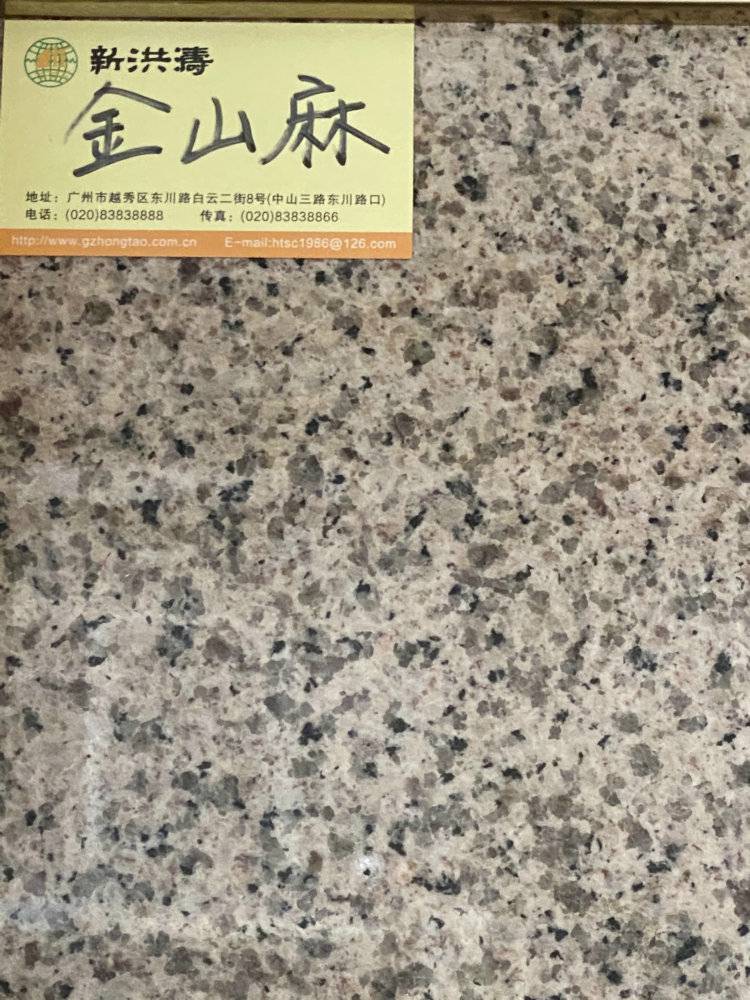 新洪濤
金山麻
地址：广州市越秀区东川路白云二街8号(中山三路东川路口)
电话：(020)83838888 传真：(020)83838866
http://www.gzhongtao.com.cn E-mail:htsc1986@126.com